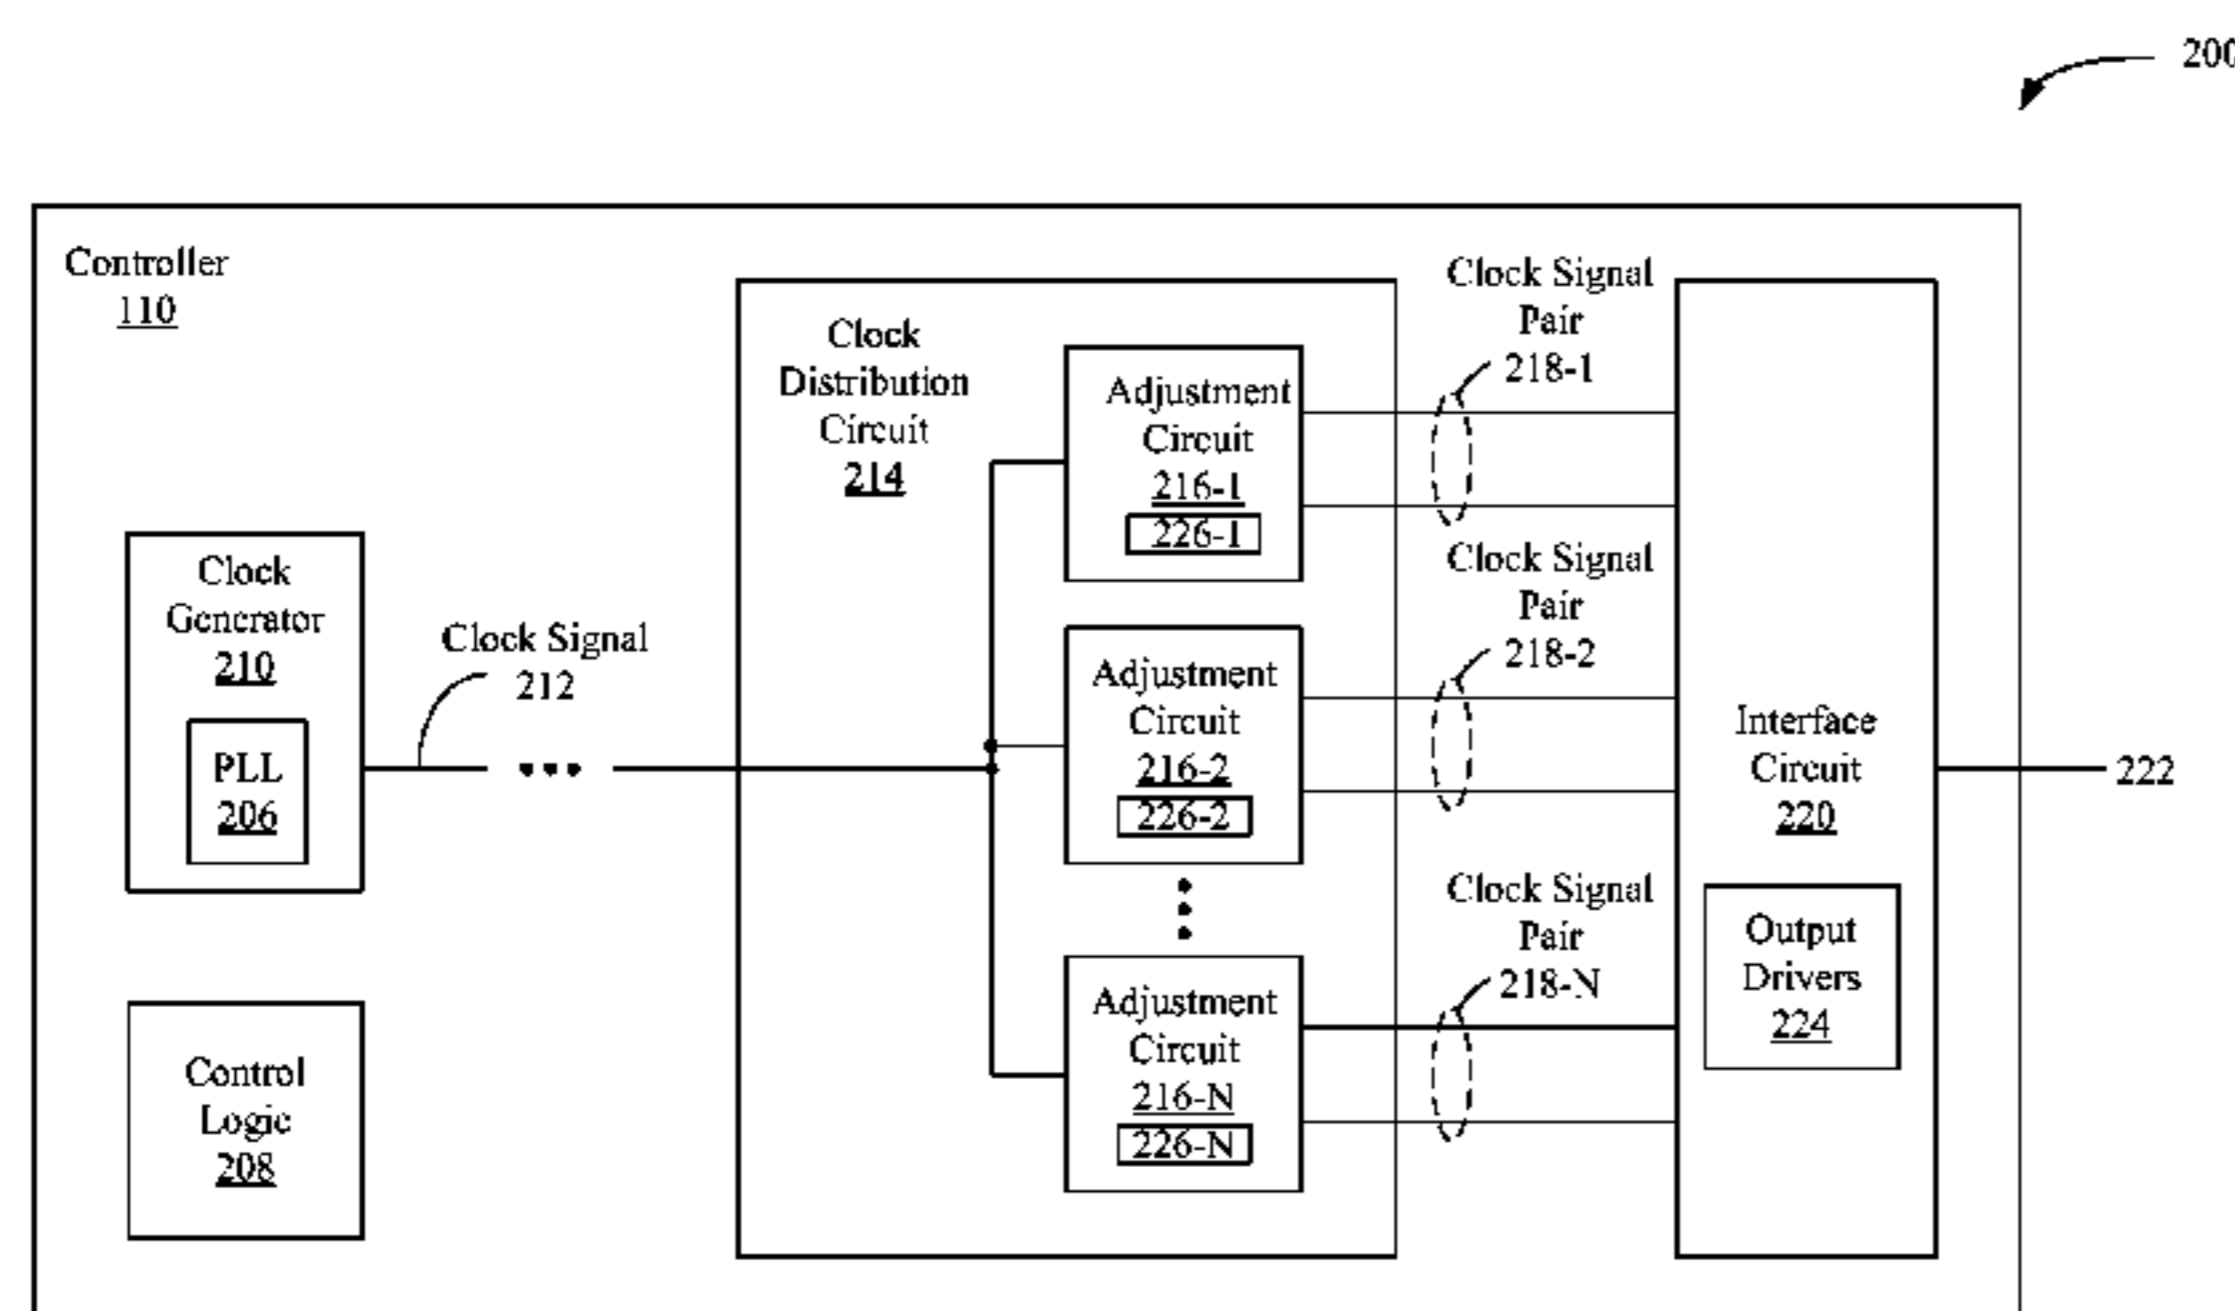 200
Controller
110
Clock
Distribution
Circuit
214
Adjustment
Circuit
216-1
226-1
Clock Signal
Pair
218-1
Clock
Generator
210
PLL
206
Clock Signal
212
Adjustment
Circuit
216-2
226-2
Clock Signal
Pair
218-2
Interface
Circuit
220
222
Output
Drivers
224
Clock Signal
Pair
218-N
Adjustment
Circuit
216-N
226-N
Control
Logic
208